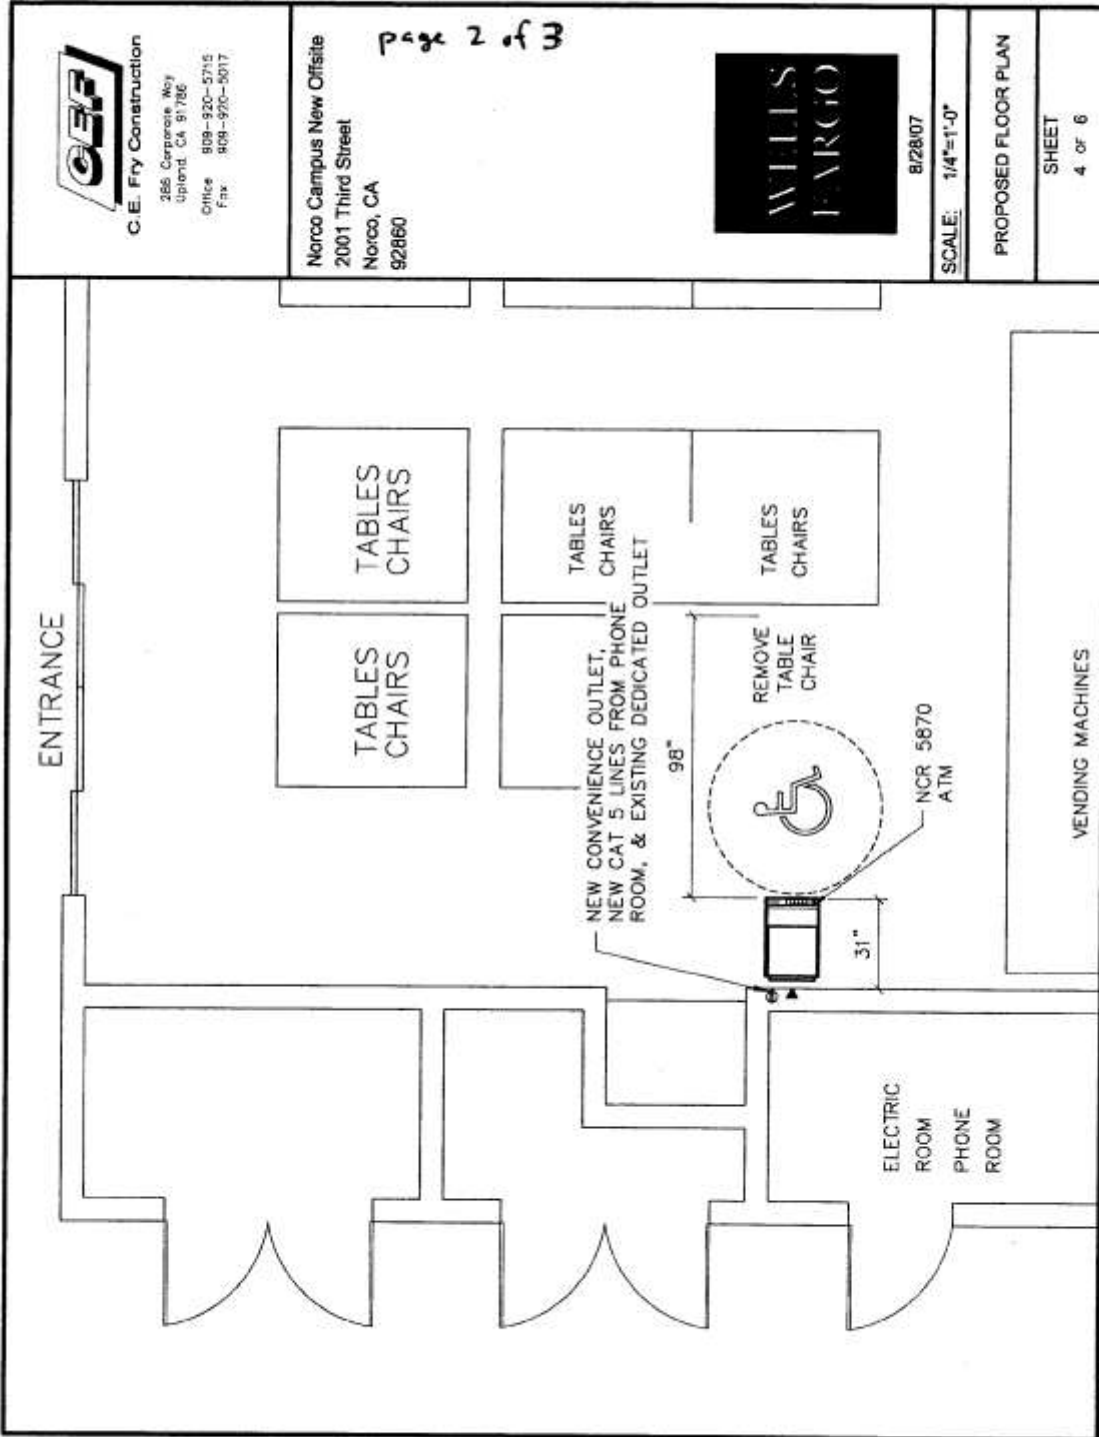 page 2 of 3
CEF
C.E. Fry Construction
286 Corporate Way
Upland, CA 91786
Office 909-920-5715
Fax 909-920-5017
Norco Campus New Offsite
2001 Third Street
Norco, CA
92860
WELLS
FARGO
8/28/07
SCALE: 1/4"=1'-0"
PROPOSED FLOOR PLAN
SHEET
4 OF 6
ENTRANCE
TABLES
CHAIRS
TABLES
CHAIRS
TABLES
CHAIRS
TABLES
CHAIRS
NEW CONVENIENCE OUTLET,
NEW CAT 5 LINES FROM PHONE
ROOM, & EXISTING DEDICATED OUTLET
98"
REMOVE
TABLE
CHAIR
31"
NCR 5870
ATM
VENDING MACHINES
ELECTRIC
ROOM
PHONE
ROOM